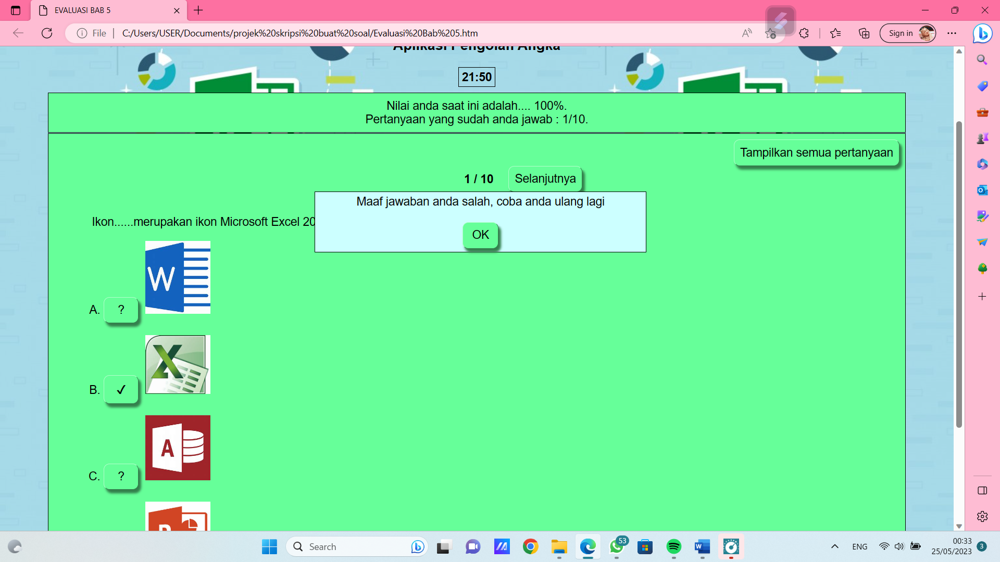 EVALUASI BAB 5
File
C:/Users/USER/Documents/projek%20skripsi%20buat%20soal/Evaluasi%20Bab%205.htm
Sign in
Aplikasi Pengolah Angka
21:50
Nilai anda saat ini adalah.... 100%.
Pertanyaan yang sudah anda jawab : 1/10.
Tampilkan semua pertanyaan
1 / 10
Selanjutnya
Maaf jawaban anda salah, coba anda ulang lagi
Ikon......merupakan ikon Microsoft Excel 20
OK
W
A. ?
X
B. ✓
A
C. ?
Search
53
W
ENG
00:33
25/05/2023
3